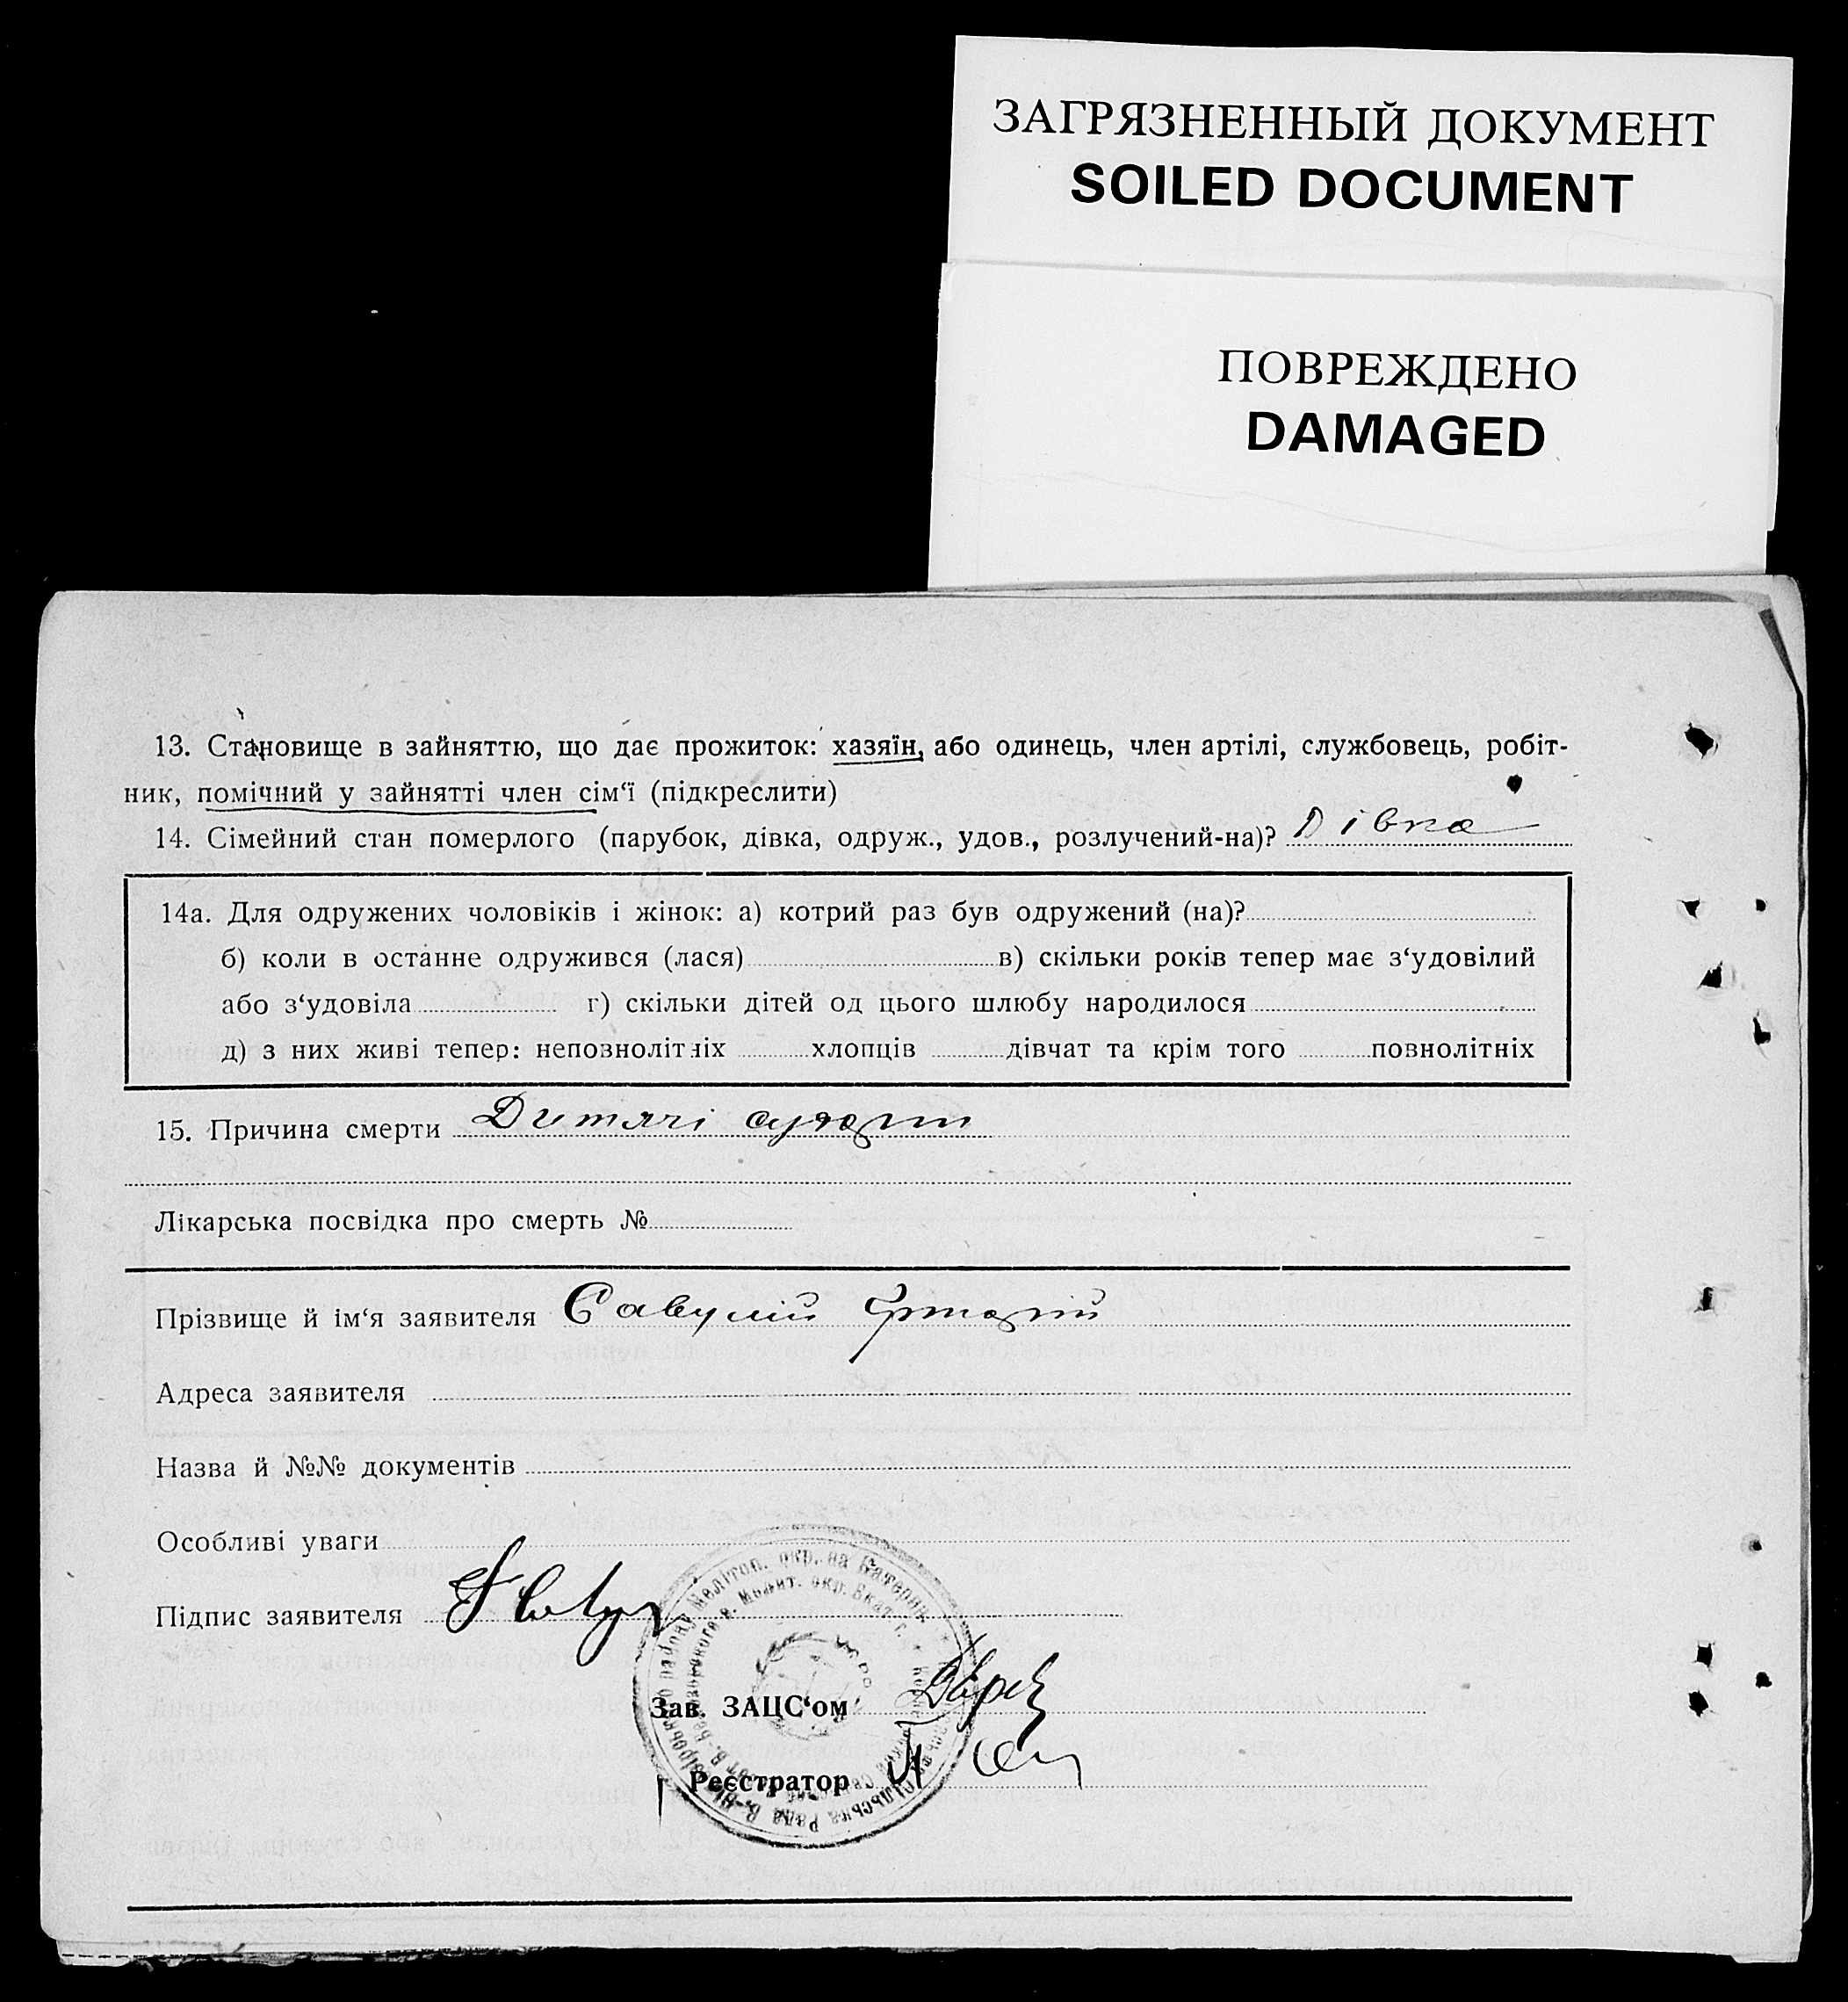 ЗАГРЯЗНЕННЫЙ ДОКУМЕНТ
SOILED DOCUMENT
ПОВРЕЖДЕНО
DAMAGED
13. Становище в зайняттю, що дає прожиток: хазяїн, або одинець, член артілі, службовець, робіт-
ник, помічний у зайнятті член сім‘ї (підкреслити)
14. Сімейний стан померлого (парубок, дівка, одруж., удов., розлучений-на)? Дівка
14а. Для одружених чоловіків і жінок: а) котрий раз був одружений (на)?
б) коли в останне одружився (лася) в) скільки років тепер має з‘удовілий
або з‘удовіла г) скільки дітей од цього шлюбу народилося
д) з них живі тепер: неповнолітніх хлопців дівчат та крім того повнолітніх
15. Причина смерти Дитячі
Лікарська посвідка про смерть №
Прізвище й ім‘я заявителя
Адреса заявителя
Назва й №№ документів
Особливі уваги
Підпис заявителя
Зав. ЗАЦС‘ом
Реєстратор